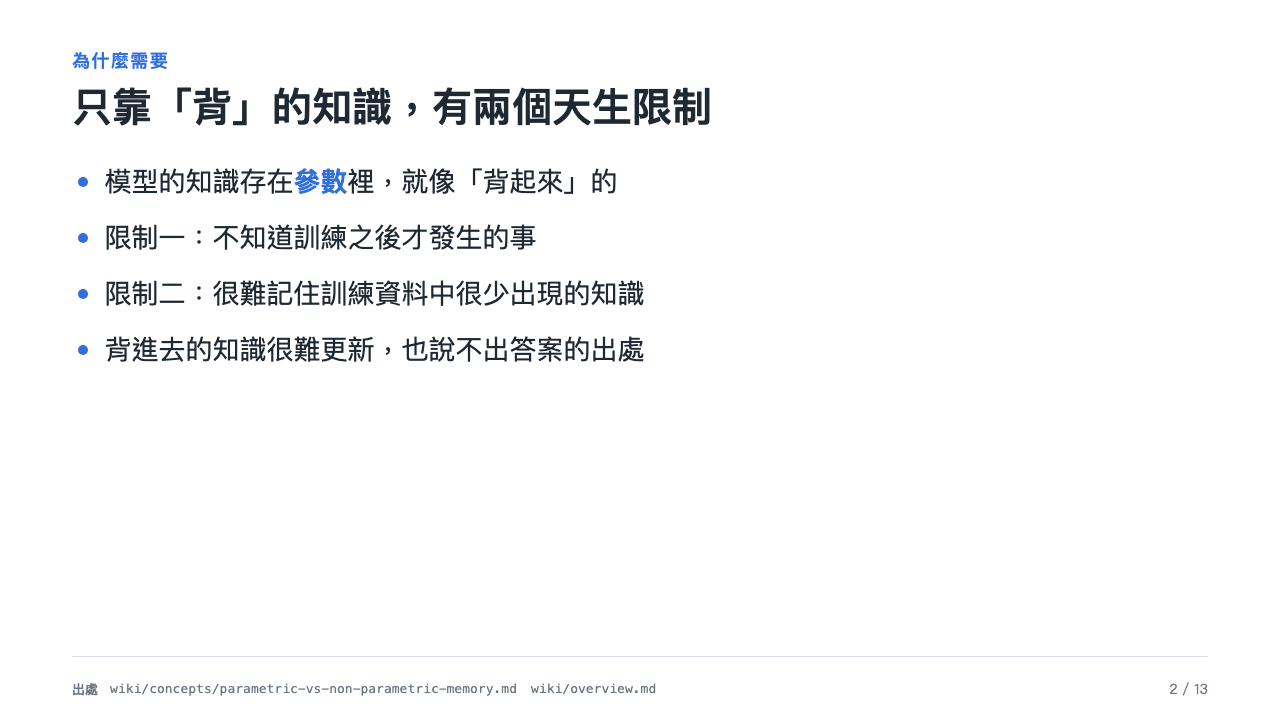 為什麼需要
只靠「背」的知識，有兩個天生限制
模型的知識存在參數裡，就像「背起來」的
限制一：不知道訓練之後才發生的事
限制二：很難記住訓練資料中很少出現的知識
背進去的知識很難更新，也說不出答案的出處
出處 wiki/concepts/parametric-vs-non-parametric-memory.md wiki/overview.md
2 / 13